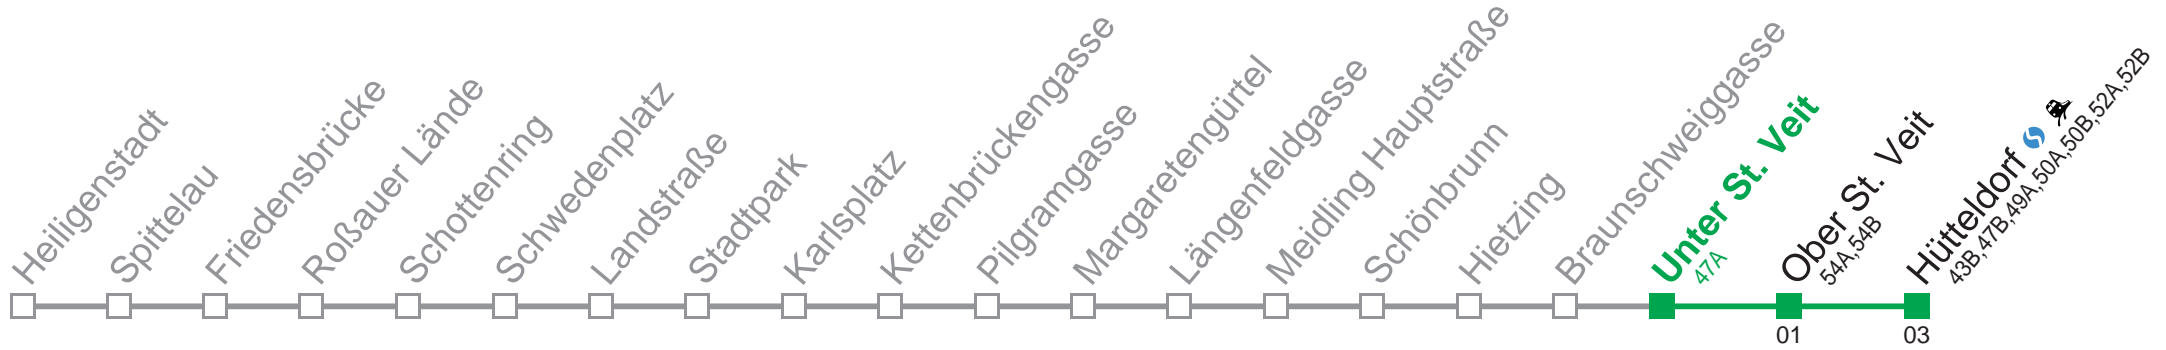 Heiligenstadt
Spittelau
Friedensbrücke
Roßauer Lände
Schottenring
Schwedenplatz
Landstraße
Stadtpark
Karlsplatz
Kettenbrückengasse
Pilgramgasse
Margaretengürtel
Längenfeldgasse
Meidling Hauptstraße
Schönbrunn
Hietzing
Braunschweiggasse
Unter St. Veit
47A
Ober St. Veit
54A,54B
Hütteldorf
43B,47B,49A,50A,50B,52A,52B
01
03